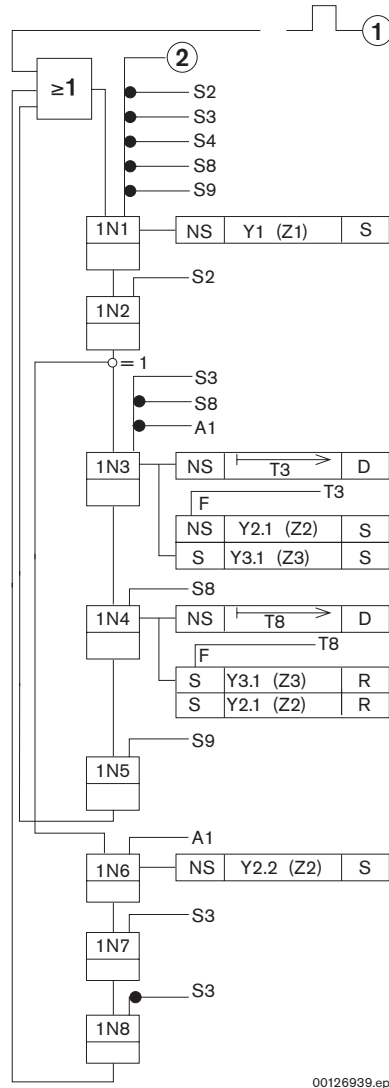 1
≥1
2
S2
S3
S4
S8
S9
1N1 NS Y1 (Z1) S
S2
1N2
= 1
S3
S8
A1
1N3 NS T3 D
T3
F
NS Y2.1 (Z2) S
S Y3.1 (Z3) S
S8
1N4 NS T8 D
T8
F
S Y3.1 (Z3) R
S Y2.1 (Z2) R
S9
1N5
A1
1N6 NS Y2.2 (Z2) S
S3
1N7
S3
1N8
00126939.ep